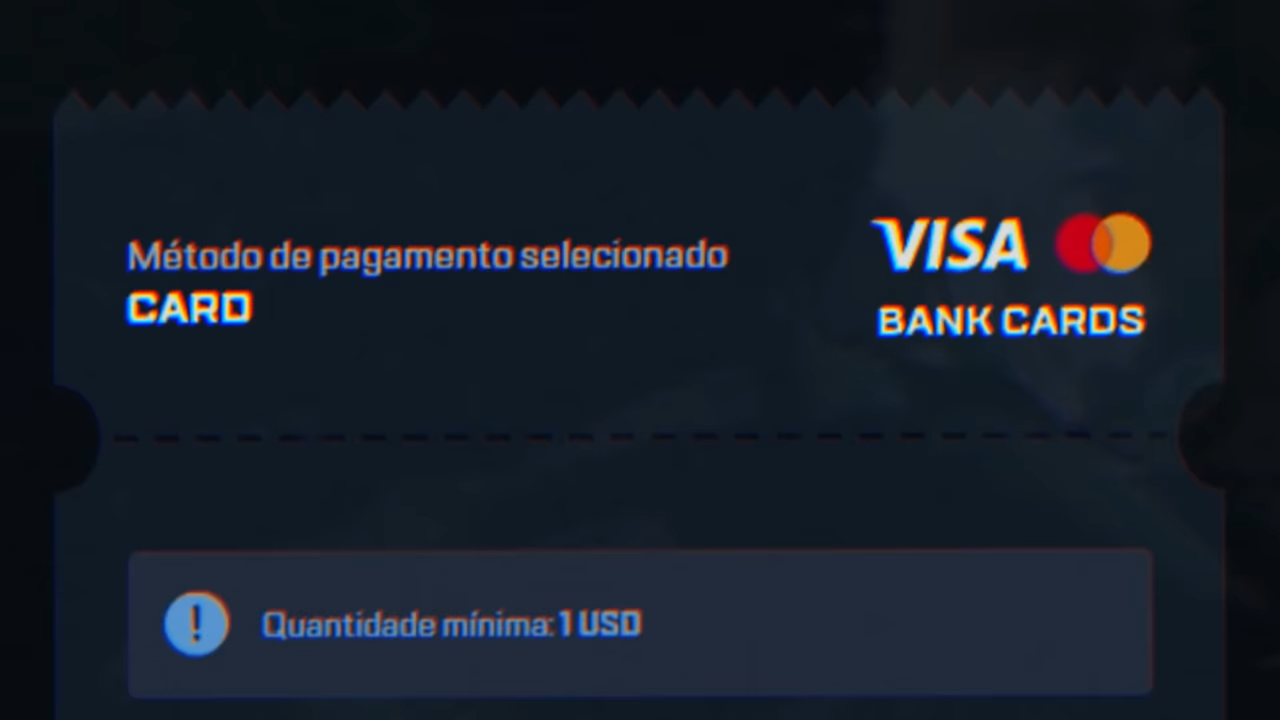 Método de pagamento selecionado
CARD
VISA
BANK CARDS
Quantidade mínima: 1 USD